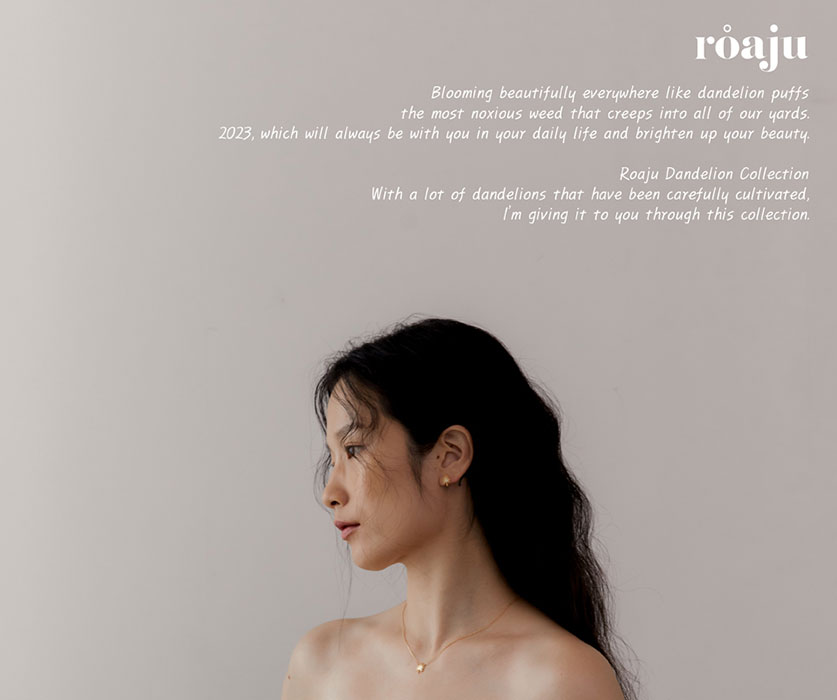 roaju
Blooming beautifully everywhere like dandelion puffs
the most noxious weed that creeps into all of our yards.
2023, which will always be with you in your daily life and brighten up your beauty.
Roaju Dandelion Collection
With a lot of dandelions that have been carefully cultivated,
I'm giving it to you through this collection.